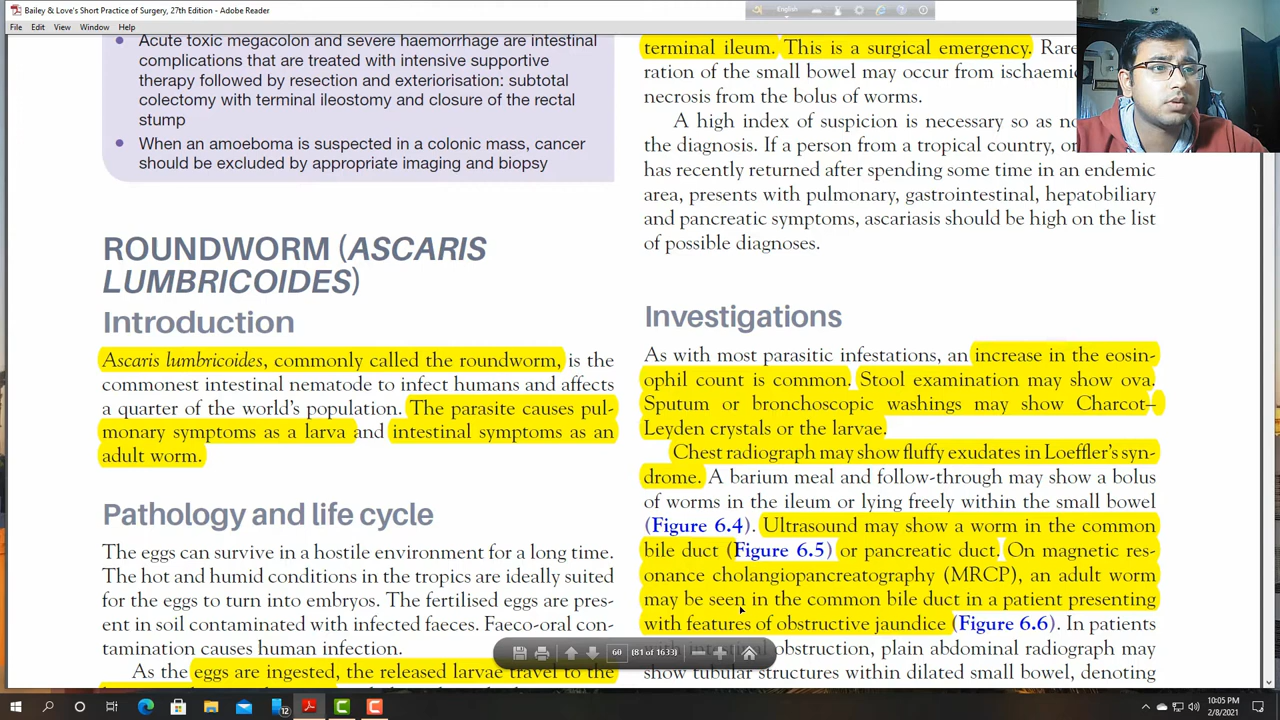 Bailey & Love's Short Practice of Surgery, 27th Edition - Adobe Reader
English
File Edit View Window
Acute toxic megacolon and severe haemorrhage are intestinal
complications that are treated with intensive supportive
therapy followed by resection and exteriorisation: subtotal
colectomy with terminal ileostomy and closure of the rectal
stump
When an amoeboma is suspected in a colonic mass, cancer
should be excluded by appropriate imaging and biopsy
ROUNDWORM (ASCARIS
LUMBRICOIDES)
Introduction
Ascaris lumbricoides, commonly called the roundworm, is the
commonest intestinal nematode to infect humans and affects
a quarter of the world's population. The parasite causes pul-
monary symptoms as a larva and intestinal symptoms as an
adult worm.
Pathology and life cycle
The eggs can survive in a hostile environment for a long time.
The hot and humid conditions in the tropics are ideally suited
for the eggs to turn into embryos. The fertilised eggs are pres-
ent in soil contaminated with infected faeces. Faeco-oral con-
tamination causes human infection.
As the eggs are ingested, the released larvae travel to the
terminal ileum. This is a surgical emergency. Rare
ration of the small bowel may occur from ischaemic
necrosis from the bolus of worms.
A high index of suspicion is necessary so as
the diagnosis. If a person from a tropical country, or
has recently returned after spending some time in an endemic
area, presents with pulmonary, gastrointestinal, hepatobiliary
and pancreatic symptoms, ascariasis should be high on the list
of possible diagnoses.
Investigations
As with most parasitic infestations, an increase in the eosin-
ophil count is common. Stool examination may show ova.
Sputum or bronchoscopic washings may show Charcot–
Leyden crystals or the larvae.
Chest radiograph may show fluffy exudates in Loeffler's syn-
drome. A barium meal and follow-through may show a bolus
of worms in the ileum or lying freely within the small bowel
(Figure 6.4). Ultrasound may show a worm in the common
bile duct (Figure 6.5) or pancreatic duct. On magnetic res-
onance cholangiopancreatography (MRCP), an adult worm
may be seen in the common bile duct in a patient presenting
with features of obstructive jaundice (Figure 6.6). In patients
obstruction, plain abdominal radiograph may
show tubular structures within dilated small bowel, denoting
60 (81 of 1633)
12
10:05 PM
2/8/2021